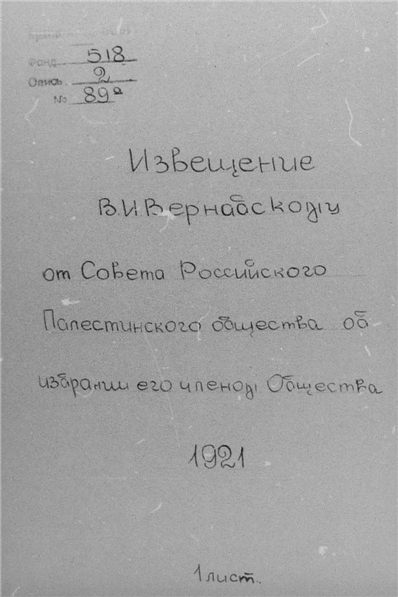 Фонд 518
Опись 2
№ 89а
Извещение
В.И.Вернадскому
от Совета Российского
Палестинского общества об
избрании его членом Общества
1921
1 лист.